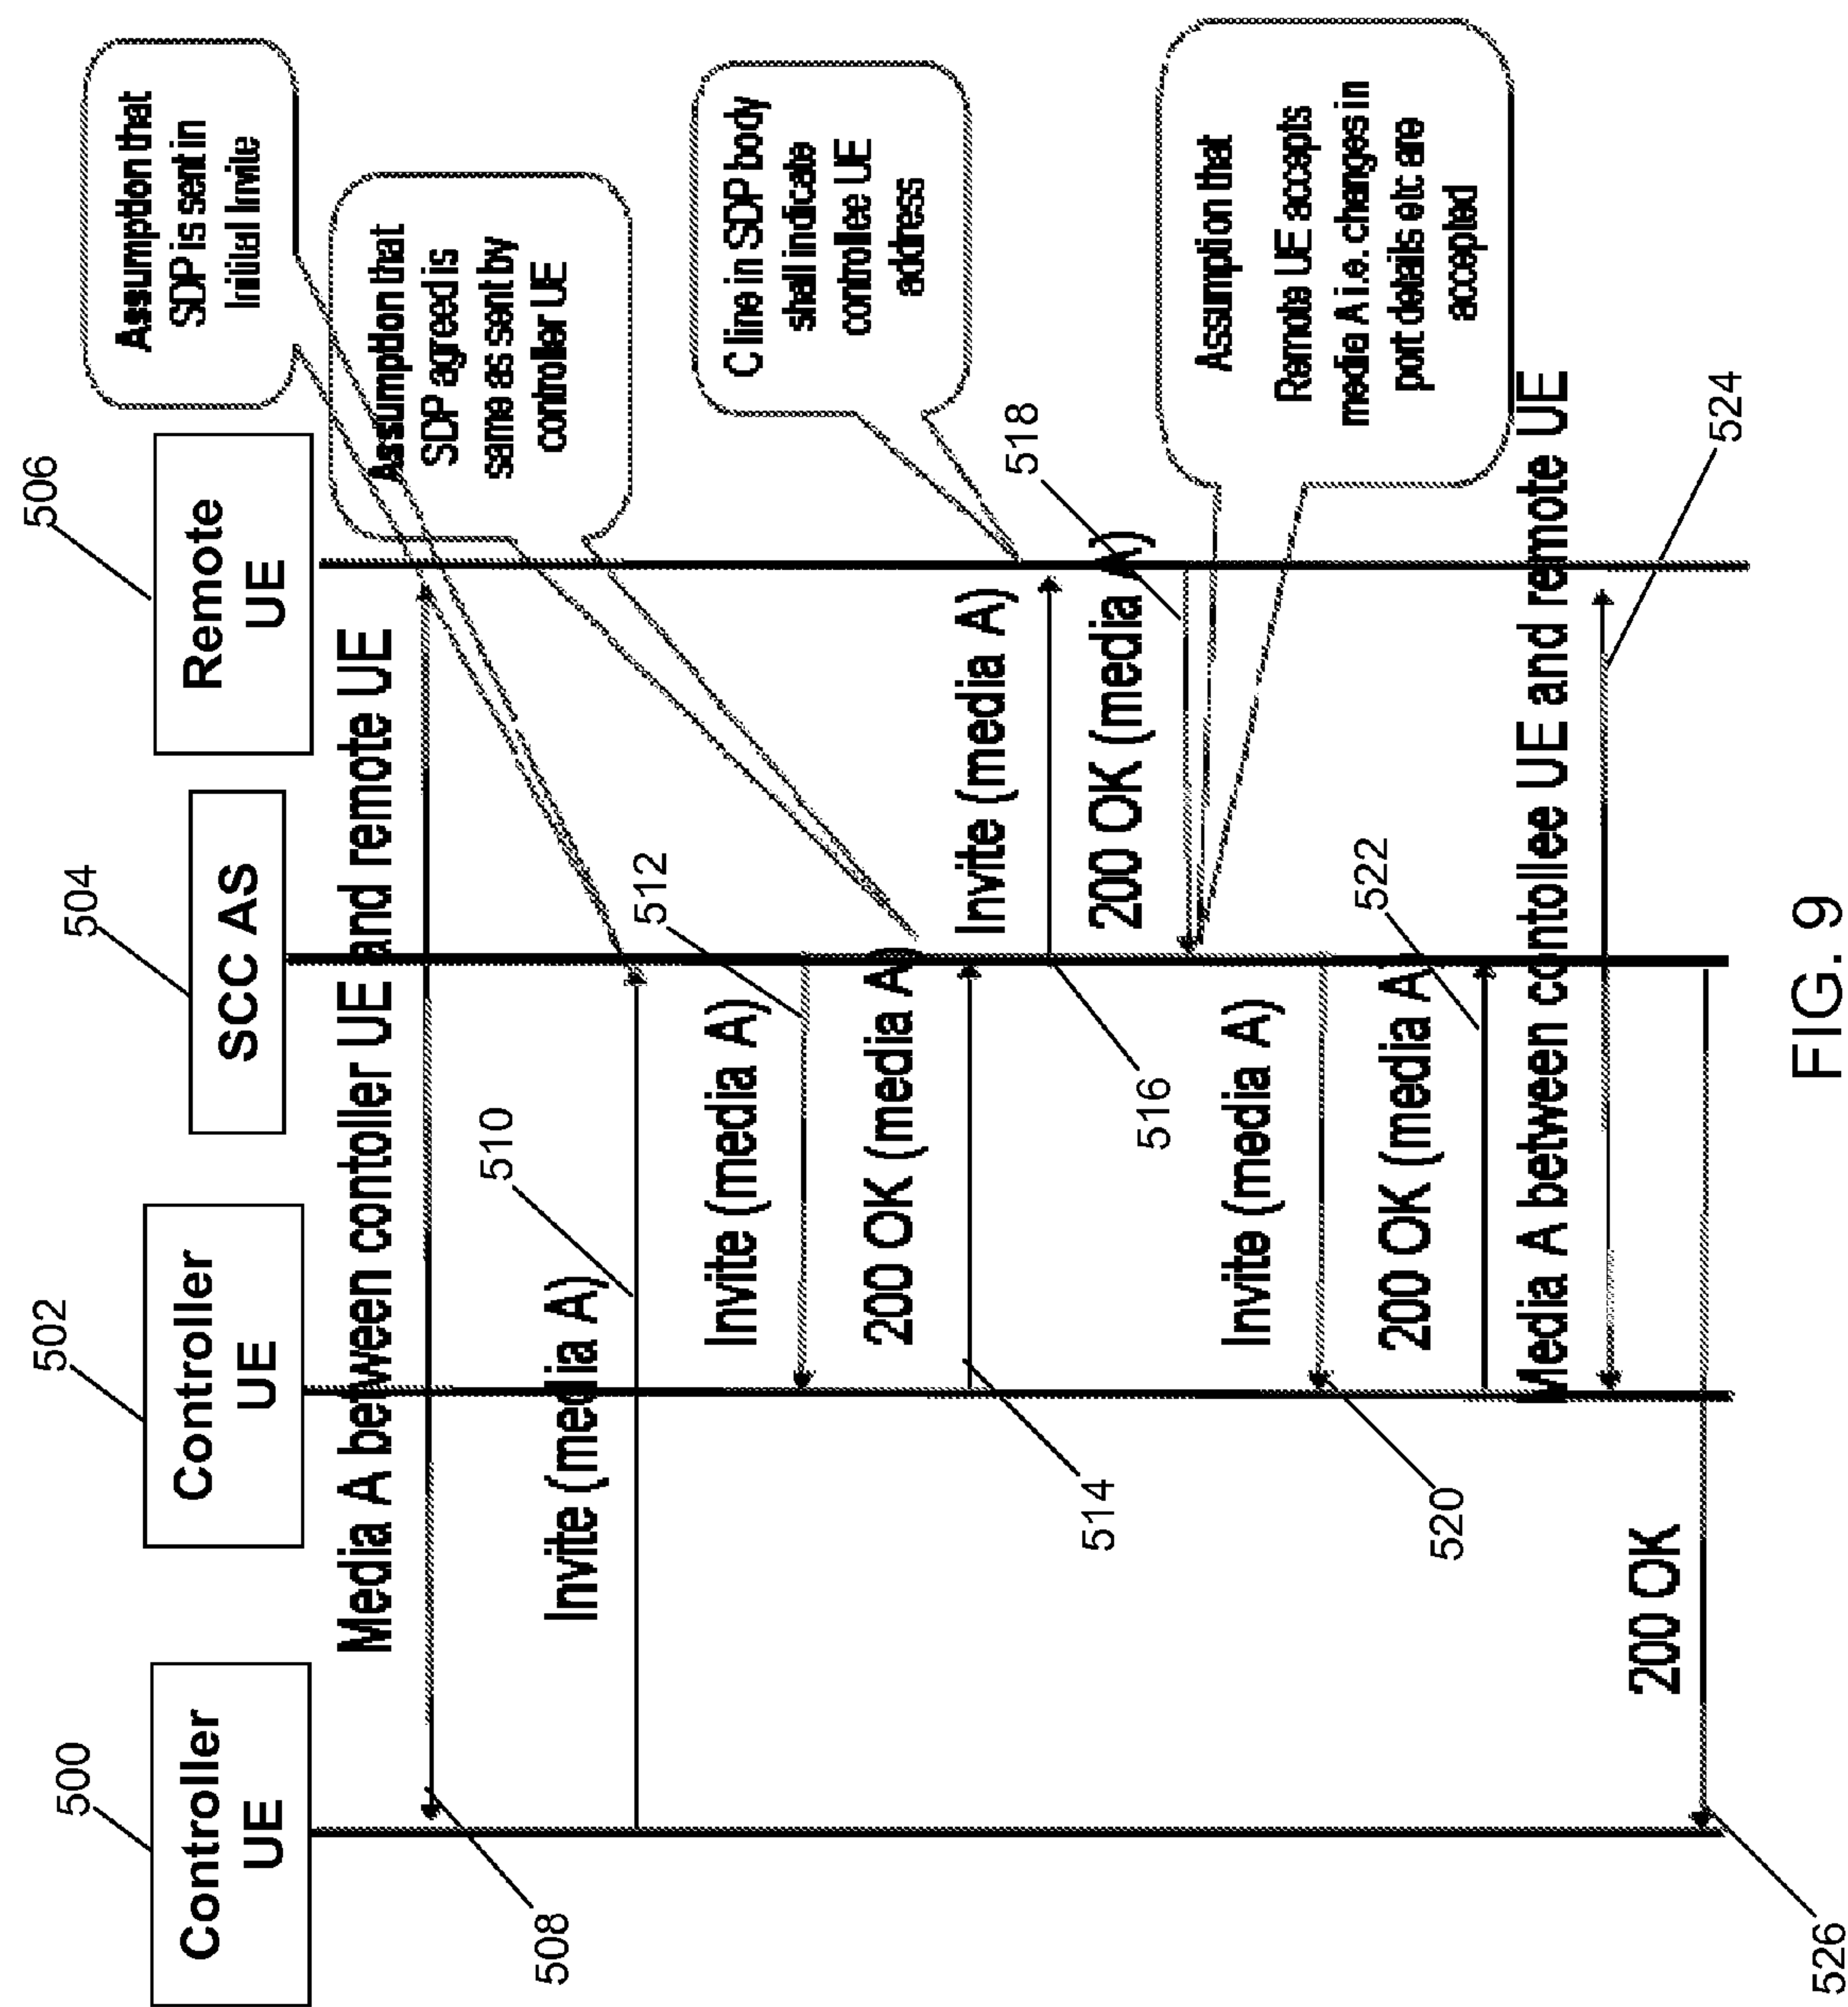 500
502
504
506
Controller
UE
Controller
UE
SCC AS
Remote
UE
Assumption that
SDP is sent in
Initial Invite
Media A between contoller UE and remote UE
508
Assumption that
SDP agreed is
same as sent by
controller UE
510
Invite (media A)
512
Invite (media A)
200 OK (media A)
514
C line in SDP body
shall indicate
controllee UE
address
Invite (media A)
516
518
200 OK (media A)
Assumption that
Remote UE accepts
media A i.e. changes in
port details etc are
accepted
Invite (media A)
520
522
200 OK (media A
Media A between contollee UE and remote UE
524
200 OK
526
FIG. 9